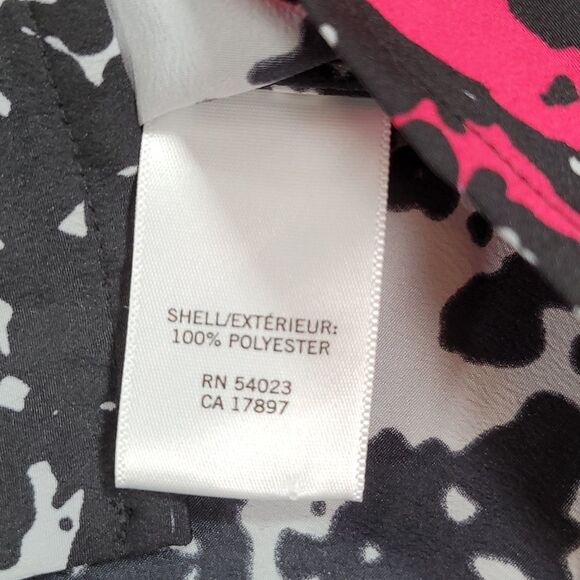 SHELL/EXTÉRIEUR:
100% POLYESTER
RN 54023
CA 17897